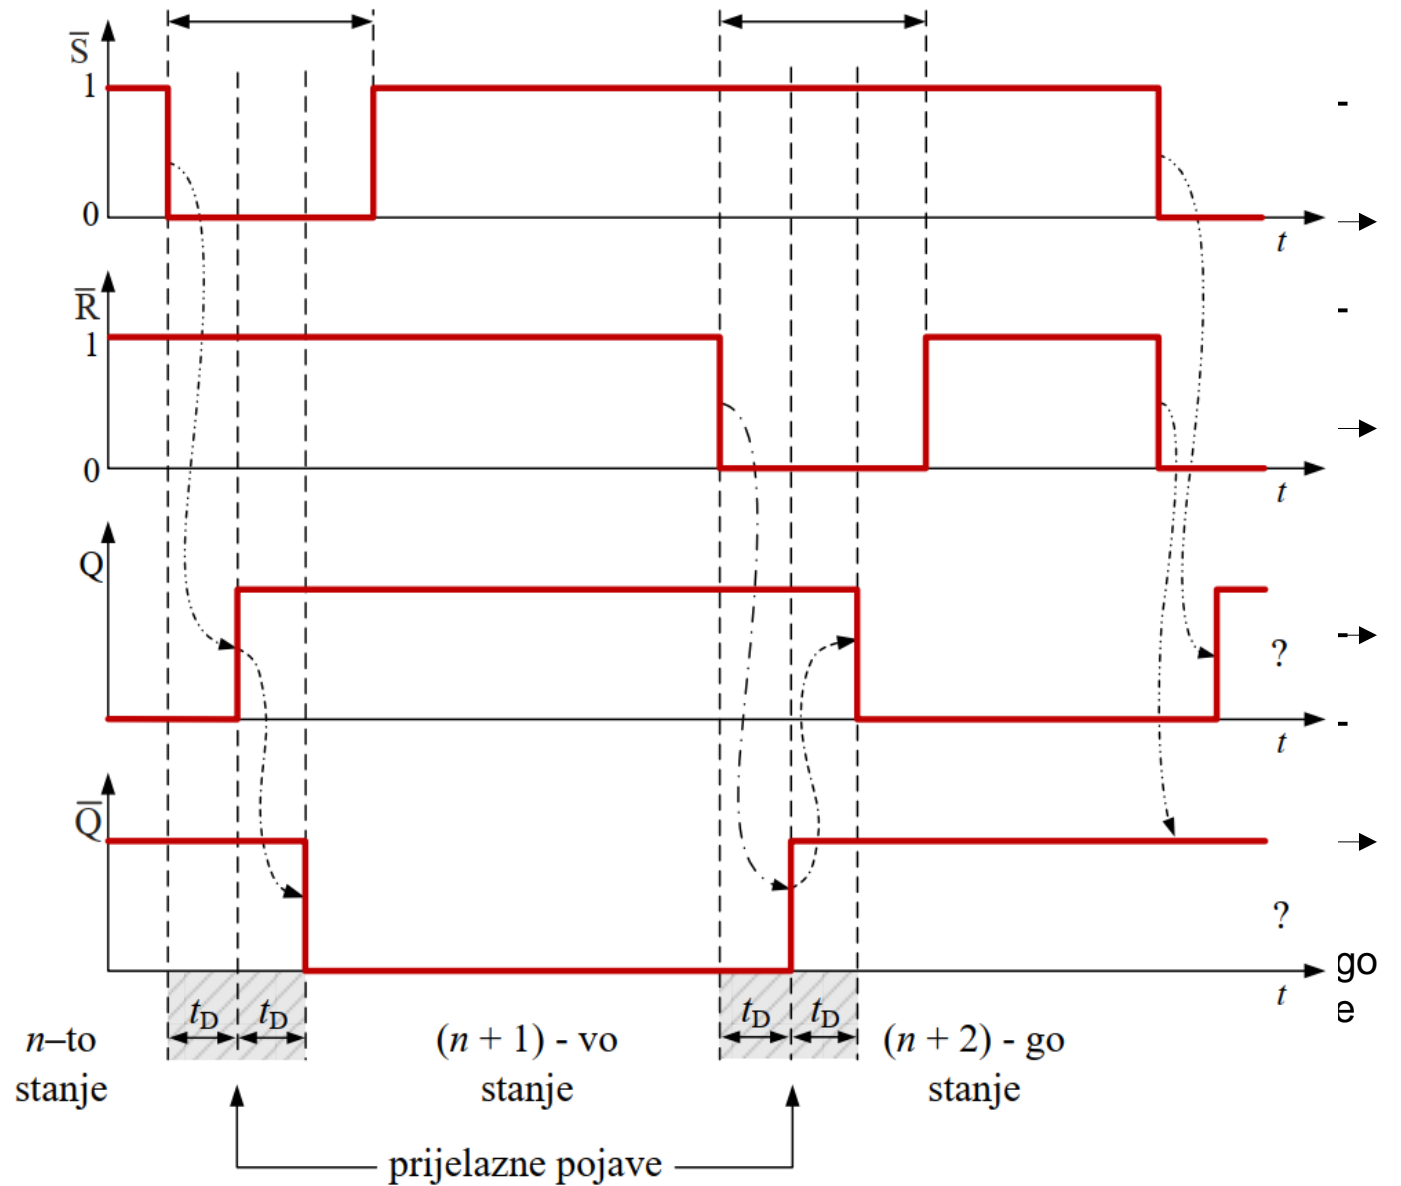 S̅
1
0
t
R̅
1
0
t
Q
?
t
Q̅
?
t
go
e
tD tD tD tD
n–to
stanje
(n + 1) - vo
stanje
(n + 2) - go
stanje
prijelazne pojave